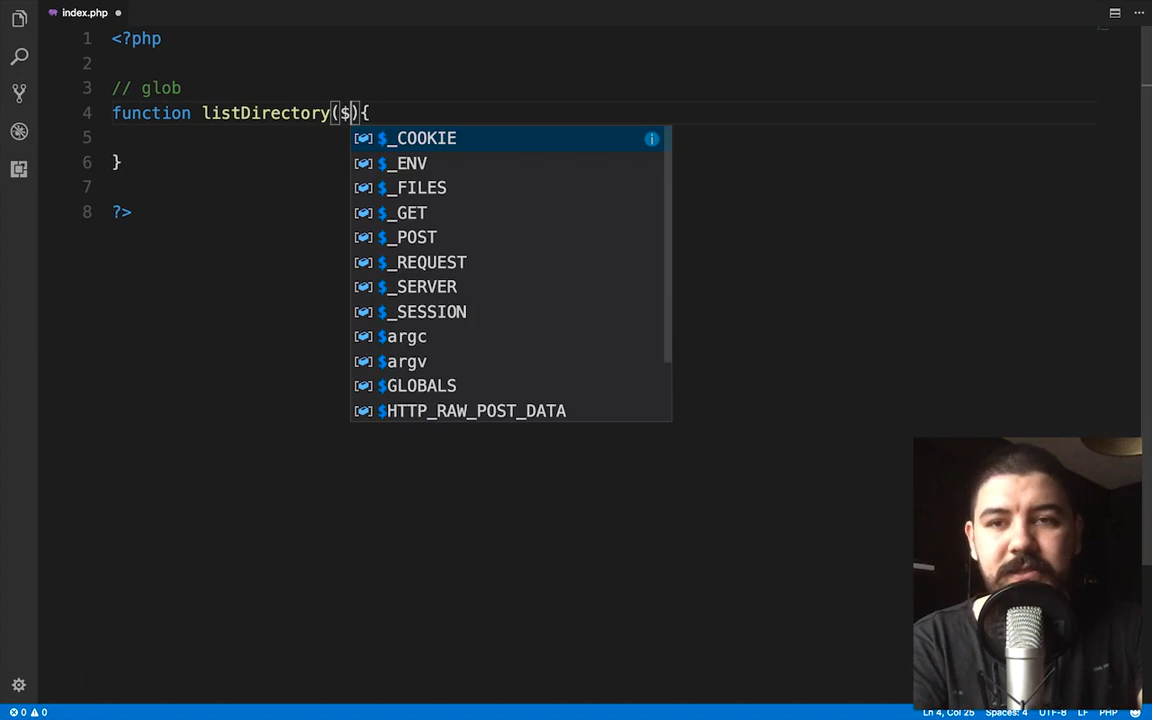 index.php
1 <?php
2
3 // glob
4 function listDirectory($){
5
6 }
7
8 ?>
$_COOKIE
$_ENV
$_FILES
$_GET
$_POST
$_REQUEST
$_SERVER
$_SESSION
$argc
$argv
$GLOBALS
$HTTP_RAW_POST_DATA
0 0
Ln 4, Col 25 Spaces: 4 UTF-8 LF PHP